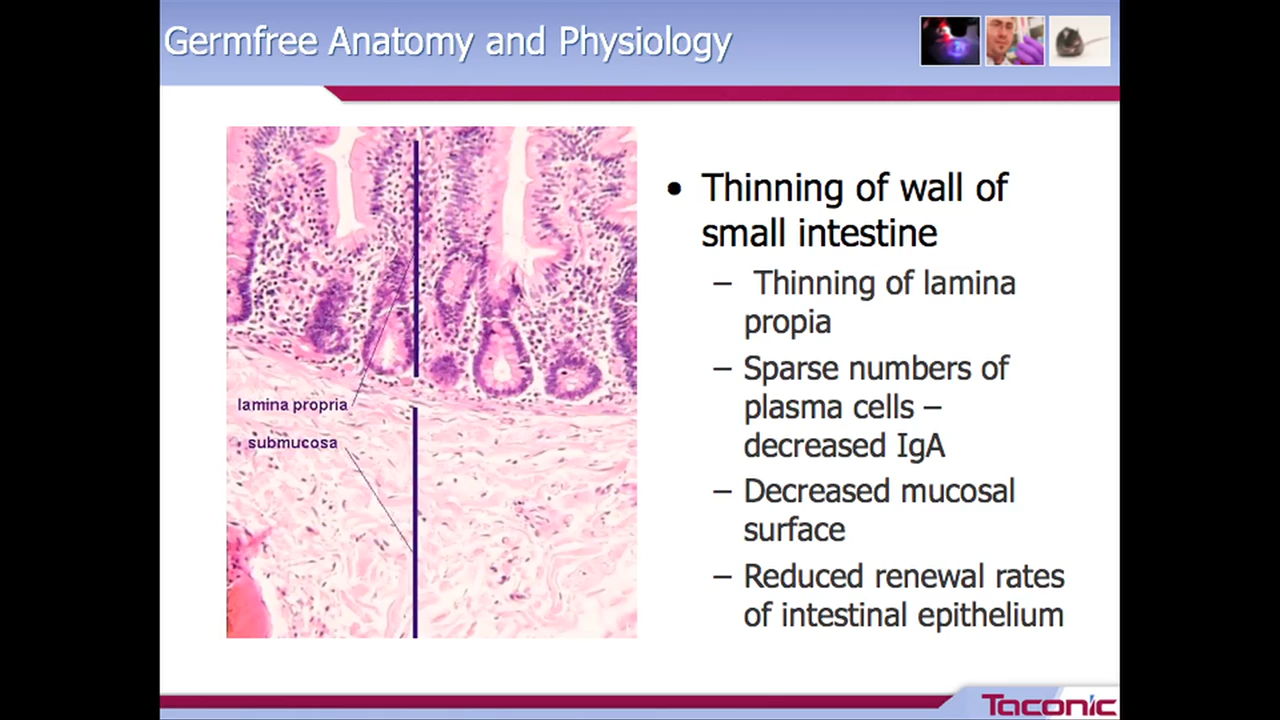 Germfree Anatomy and Physiology
lamina propria
submucosa
• Thinning of wall of
small intestine
– Thinning of lamina
propia
– Sparse numbers of
plasma cells –
decreased IgA
– Decreased mucosal
surface
– Reduced renewal rates
of intestinal epithelium
Taconic